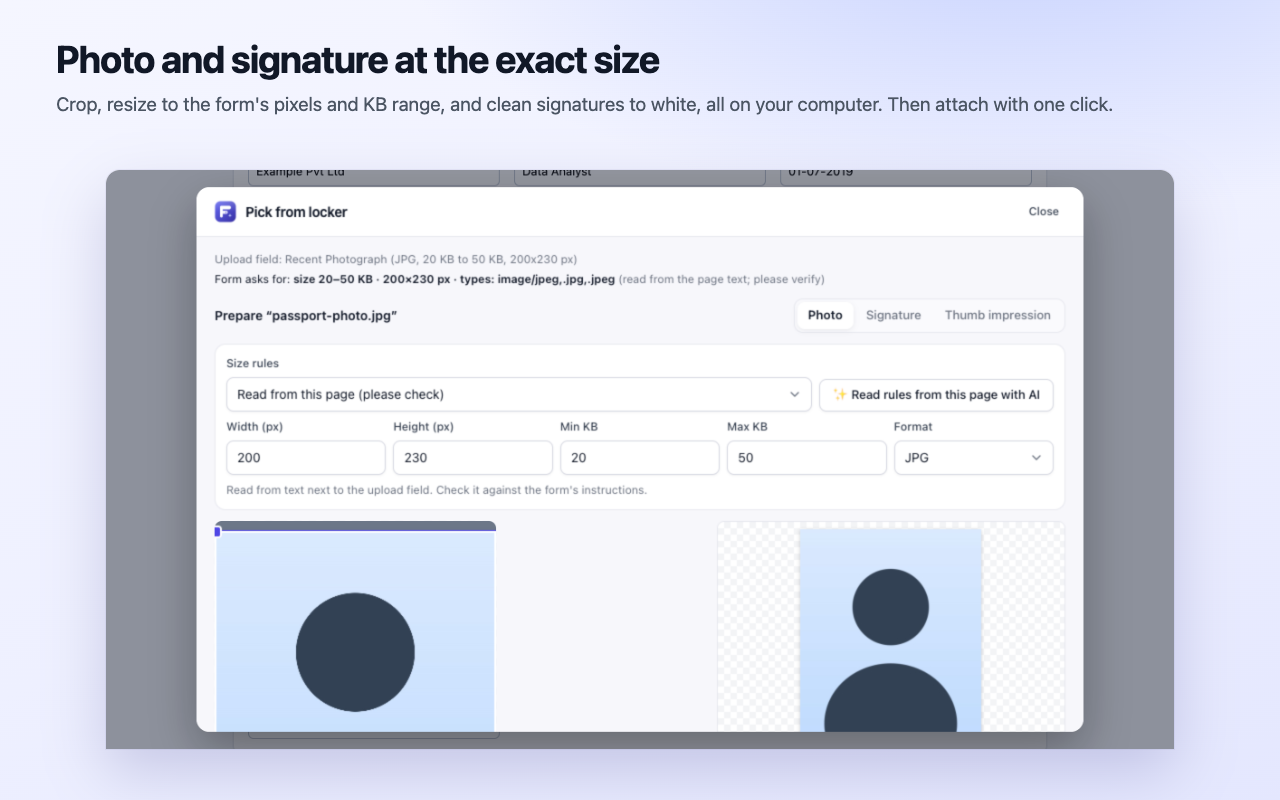 Photo and signature at the exact size
Crop, resize to the form's pixels and KB range, and clean signatures to white, all on your computer. Then attach with one click.
Example Pvt Ltd Data Analyst 01-07-2019
Pick from locker Close
Upload field: Recent Photograph (JPG, 20 KB to 50 KB, 200x230 px)
Form asks for: size 20–50 KB · 200×230 px · types: image/jpeg,.jpg,.jpeg (read from the page text; please verify)
Prepare “passport-photo.jpg” Photo Signature Thumb impression
Size rules
Read from this page (please check) ✨ Read rules from this page with AI
Width (px) Height (px) Min KB Max KB Format
200 230 20 50 JPG
Read from text next to the upload field. Check it against the form's instructions.